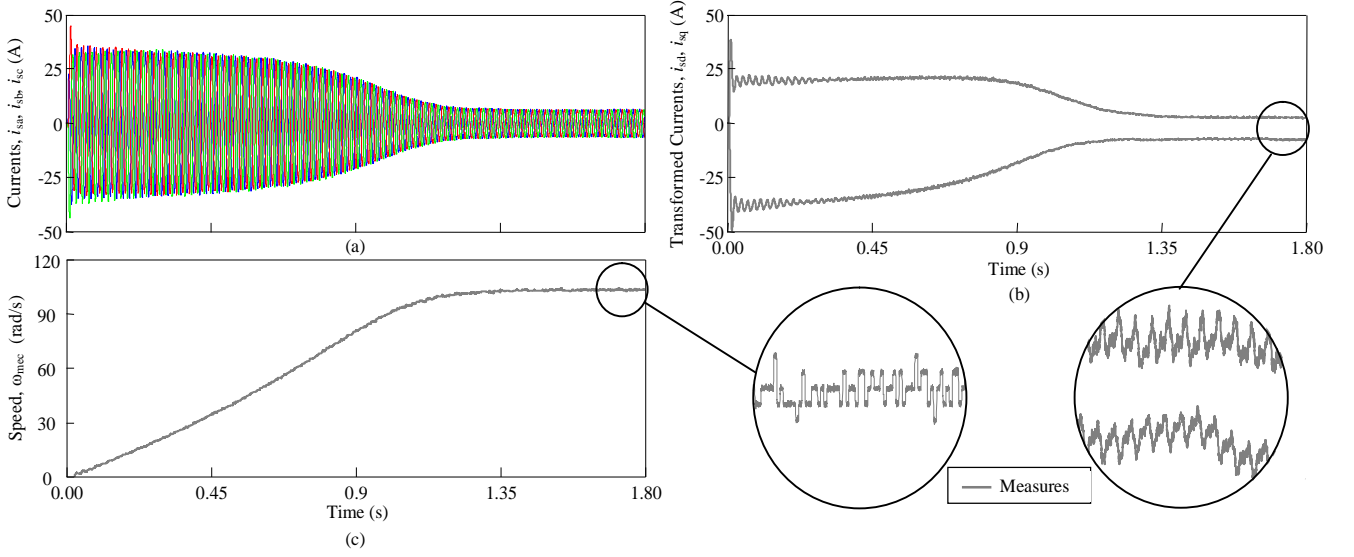 Currents, isa, isb, isc (A)
50
25
0
-25
-50
(a)
Transformed Currents, isd, isq (A)
50
25
0
-25
-50
0.00
0.45
0.9
1.35
1.80
Time (s)
(b)
Speed, ωmec (rad/s)
120
90
60
30
0
0.00
0.45
0.9
1.35
1.80
Time (s)
(c)
Measures